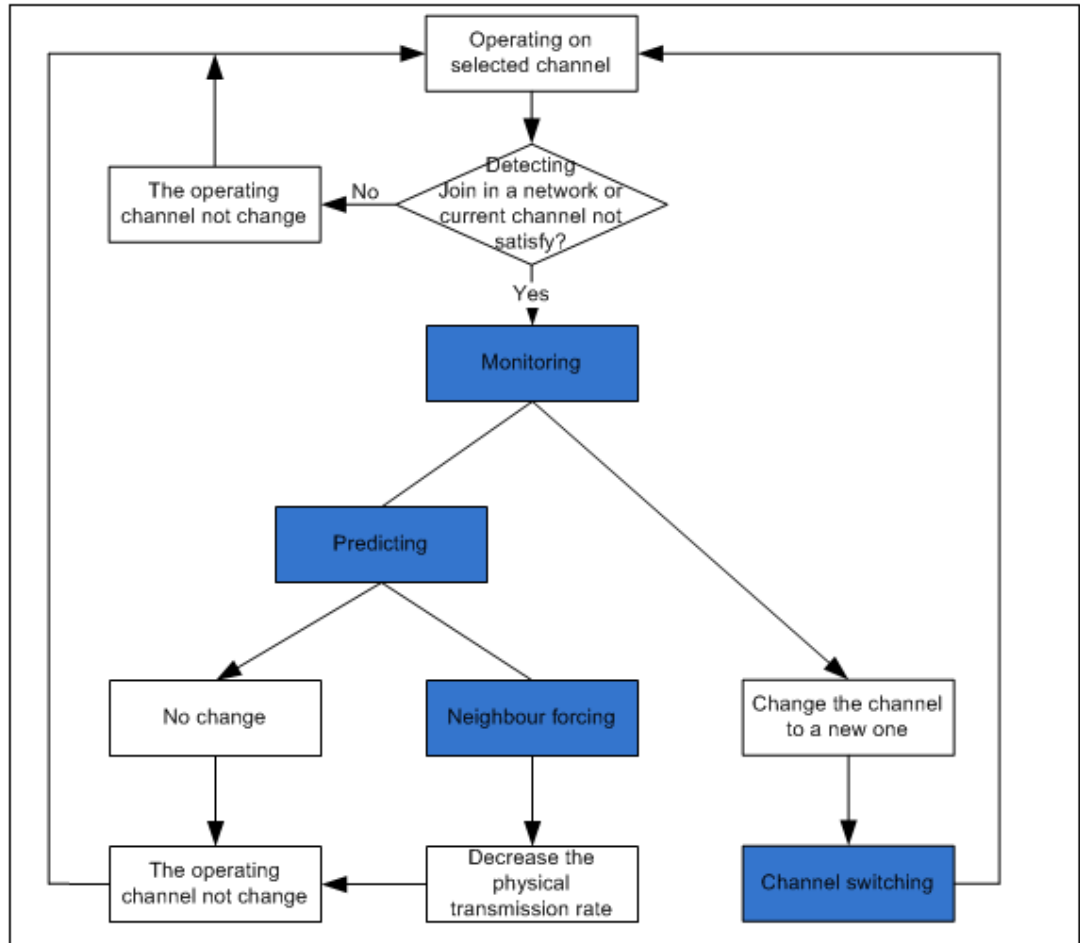 Operating on
selected channel
Detecting
Join in a network or
current channel not
satisfy?
No
The operating
channel not change
Yes
Monitoring
Predicting
No change
Neighbour forcing
Change the channel
to a new one
The operating
channel not change
Decrease the
physical
transmission rate
Channel switching